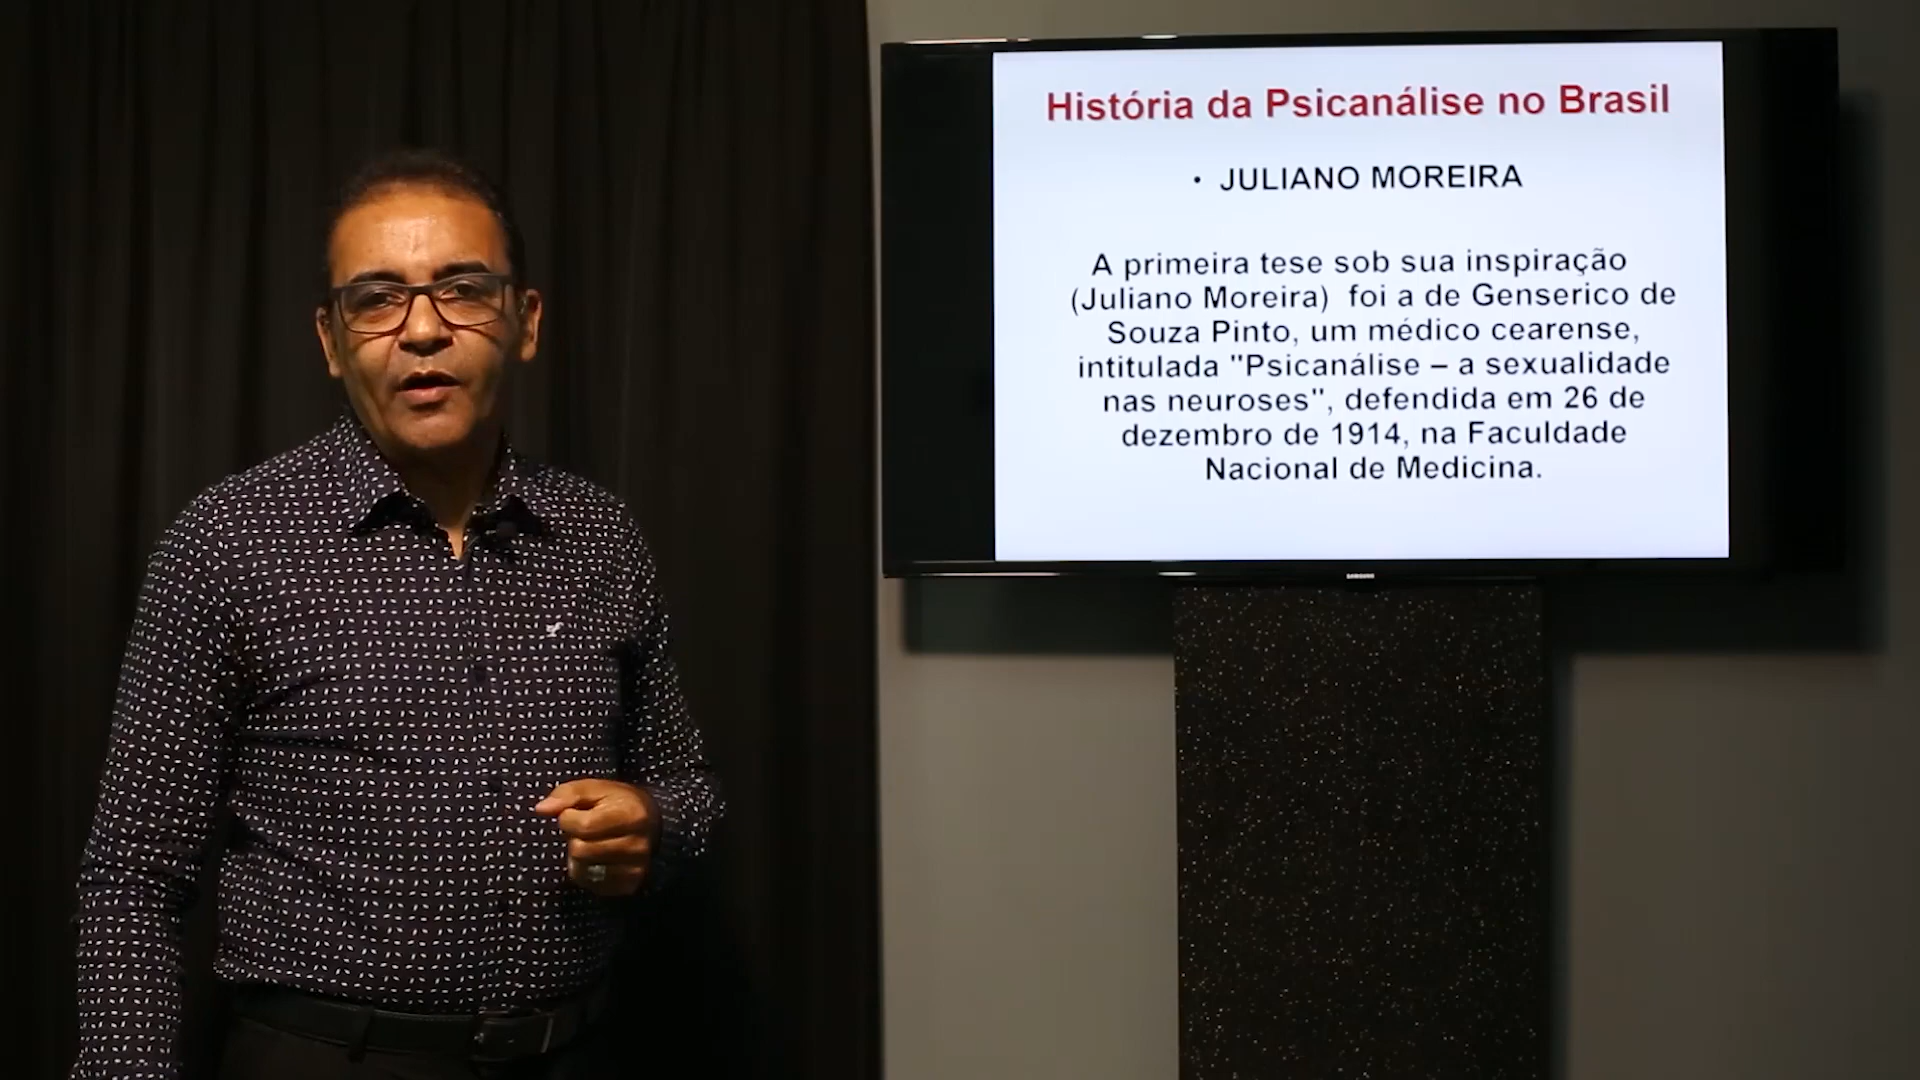 História da Psicanálise no Brasil
• JULIANO MOREIRA
A primeira tese sob sua inspiração
(Juliano Moreira) foi a de Genserico de
Souza Pinto, um médico cearense,
intitulada "Psicanálise – a sexualidade
nas neuroses", defendida em 26 de
dezembro de 1914, na Faculdade
Nacional de Medicina.
SAMSUNG